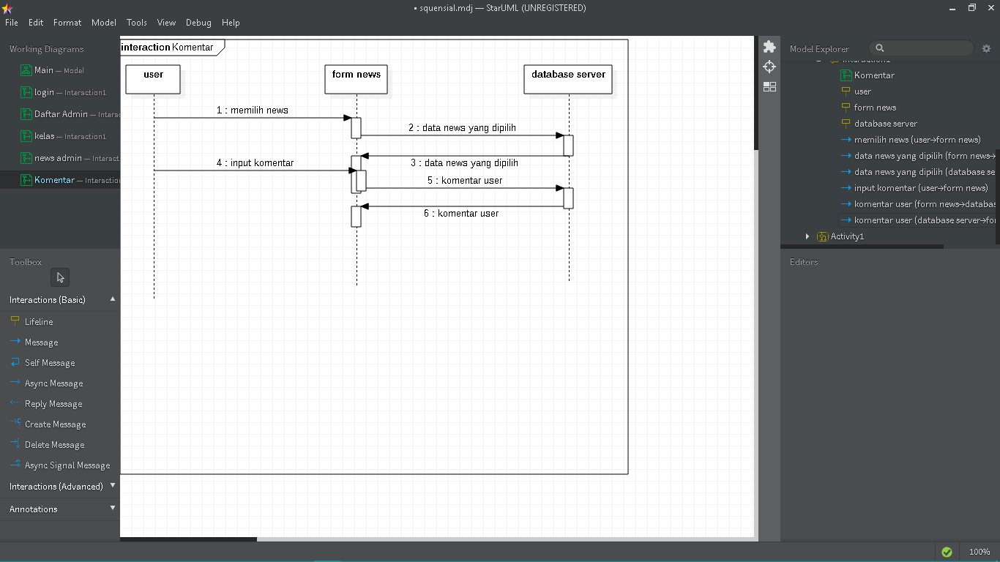 • squensial.mdj — StarUML (UNREGISTERED)
File Edit Format Model Tools View Debug Help
Working Diagrams
Main — Model
login — Interaction1
Daftar Admin — Interac
kelas — Interaction1
news admin — Interact
Komentar — Interaction
Toolbox
Interactions (Basic)
Lifeline
Message
Self Message
Async Message
Reply Message
Create Message
Delete Message
Async Signal Message
Interactions (Advanced)
Annotations
interaction Komentar
user
form news
database server
1 : memilih news
2 : data news yang dipilih
3 : data news yang dipilih
4 : input komentar
5 : komentar user
6 : komentar user
Model Explorer
Interaction1
Komentar
user
form news
database server
memilih news (user→form news)
data news yang dipilih (form news→
data news yang dipilih (database se
input komentar (user→form news)
komentar user (form news→databas
komentar user (database server→for
Activity1
Editors
100%